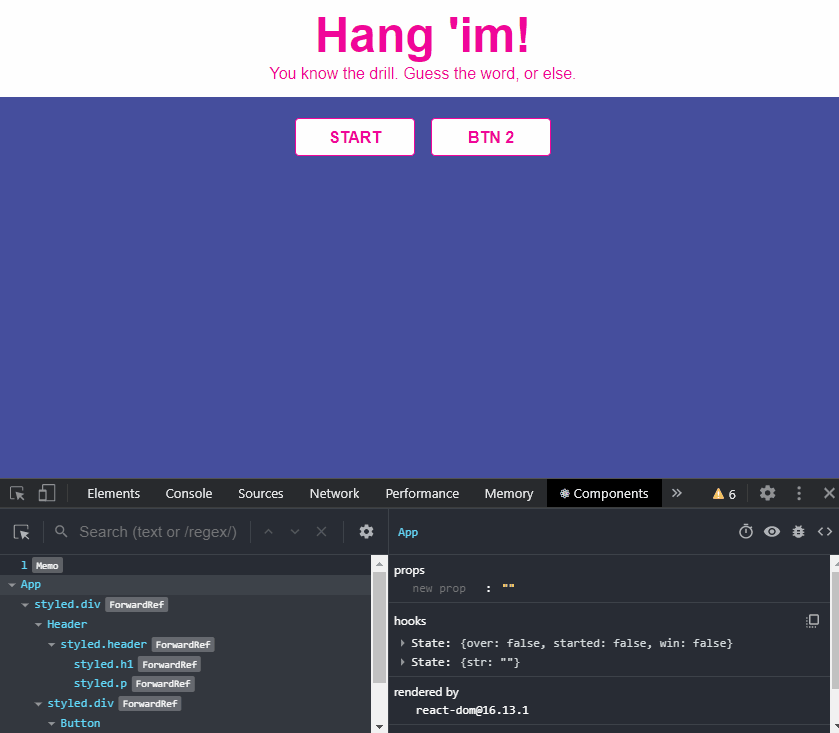 Hang 'im!
You know the drill. Guess the word, or else.
START BTN 2
Elements Console Sources Network Performance Memory Components 6
Search (text or /regex/) App
l Memo
App
styled.div ForwardRef
Header
styled.header ForwardRef
styled.h1 ForwardRef
styled.p ForwardRef
styled.div ForwardRef
Button
props
new prop : ""
hooks
State: {over: false, started: false, win: false}
State: {str: ""}
rendered by
react-dom@16.13.1